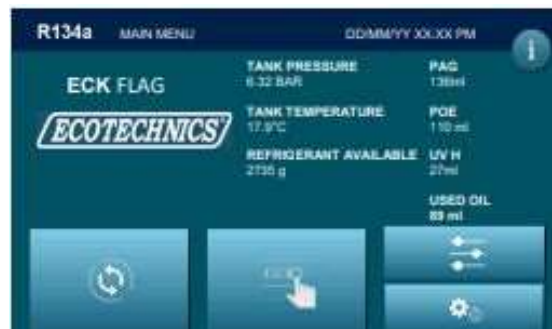 R134a MAIN MENU DD/MM/YY XX.XX PM
i
ECK FLAG
ECOTECHNICS
TANK PRESSURE
6.32 BAR
TANK TEMPERATURE
17.9°C
REFRIGERANT AVAILABLE
2735 g
PAG
136ml
POE
110 ml
UV H
27ml
USED OIL
89 ml